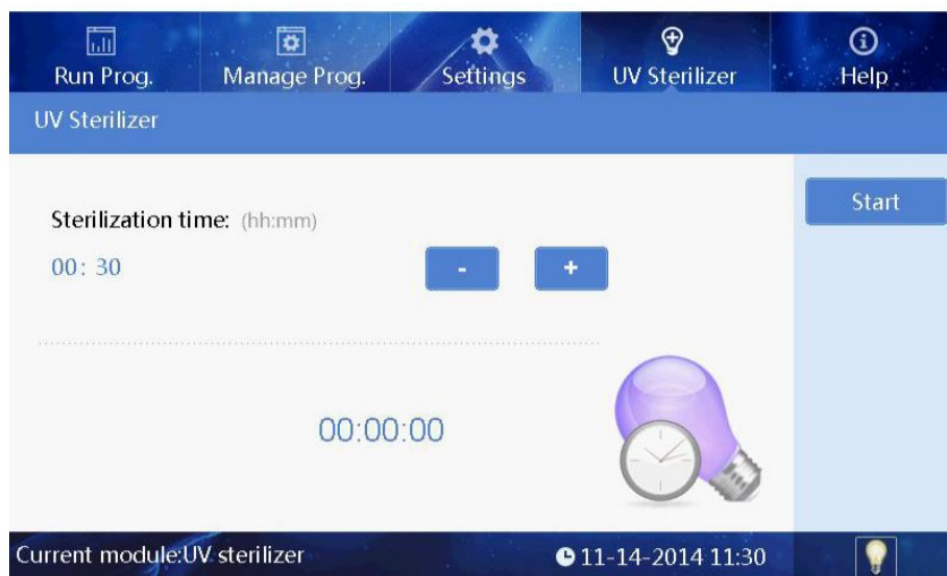 Run Prog. Manage Prog. Settings UV Sterilizer Help
UV Sterilizer
Start
Sterilization time: (hh:mm)
00: 30 - +
00:00:00
Current module:UV sterilizer 11-14-2014 11:30